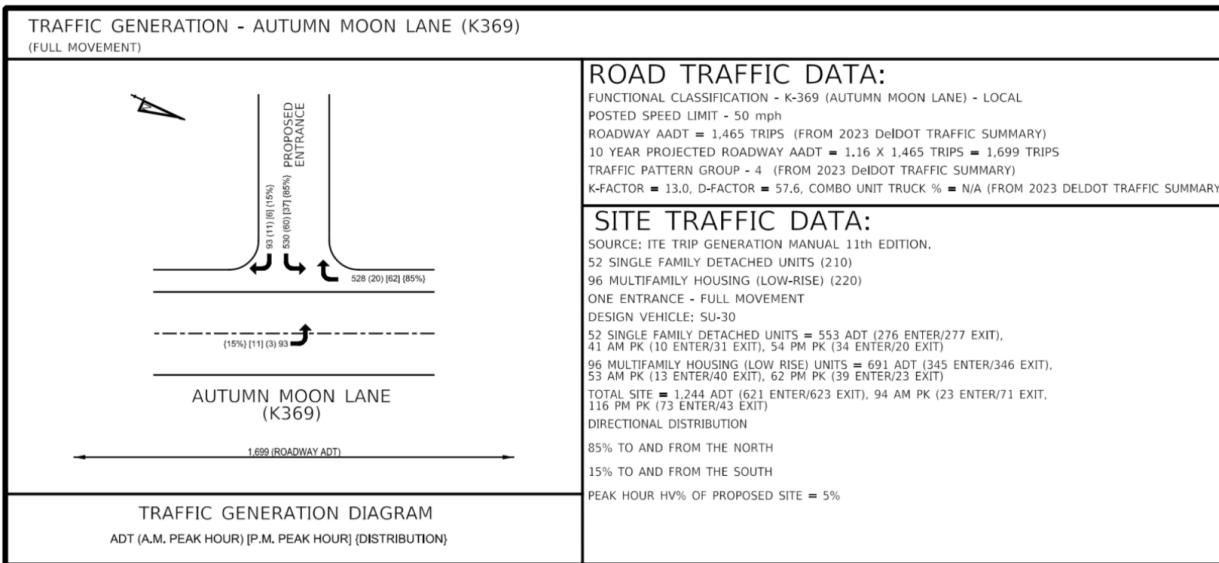 TRAFFIC GENERATION - AUTUMN MOON LANE (K369)
(FULL MOVEMENT)
PROPOSED
ENTRANCE
93 (11) [6] {15%}
530 (60) [37] {85%}
528 (20) [62] {85%}
{15%} [11] (3) 93
AUTUMN MOON LANE
(K369)
1,699 (ROADWAY ADT)
TRAFFIC GENERATION DIAGRAM
ADT (A.M. PEAK HOUR) [P.M. PEAK HOUR] {DISTRIBUTION}
ROAD TRAFFIC DATA:
FUNCTIONAL CLASSIFICATION - K-369 (AUTUMN MOON LANE) - LOCAL
POSTED SPEED LIMIT - 50 mph
ROADWAY AADT = 1,465 TRIPS (FROM 2023 DelDOT TRAFFIC SUMMARY)
10 YEAR PROJECTED ROADWAY AADT = 1.16 X 1,465 TRIPS = 1,699 TRIPS
TRAFFIC PATTERN GROUP - 4 (FROM 2023 DelDOT TRAFFIC SUMMARY)
K-FACTOR = 13.0, D-FACTOR = 57.6, COMBO UNIT TRUCK % = N/A (FROM 2023 DELDOT TRAFFIC SUMMARY
SITE TRAFFIC DATA:
SOURCE: ITE TRIP GENERATION MANUAL 11th EDITION.
52 SINGLE FAMILY DETACHED UNITS (210)
96 MULTIFAMILY HOUSING (LOW-RISE) (220)
ONE ENTRANCE - FULL MOVEMENT
DESIGN VEHICLE: SU-30
52 SINGLE FAMILY DETACHED UNITS = 553 ADT (276 ENTER/277 EXIT),
41 AM PK (10 ENTER/31 EXIT), 54 PM PK (34 ENTER/20 EXIT)
96 MULTIFAMILY HOUSING (LOW RISE) UNITS = 691 ADT (345 ENTER/346 EXIT),
53 AM PK (13 ENTER/40 EXIT), 62 PM PK (39 ENTER/23 EXIT)
TOTAL SITE = 1,244 ADT (621 ENTER/623 EXIT), 94 AM PK (23 ENTER/71 EXIT,
116 PM PK (73 ENTER/43 EXIT)
DIRECTIONAL DISTRIBUTION
85% TO AND FROM THE NORTH
15% TO AND FROM THE SOUTH
PEAK HOUR HV% OF PROPOSED SITE = 5%